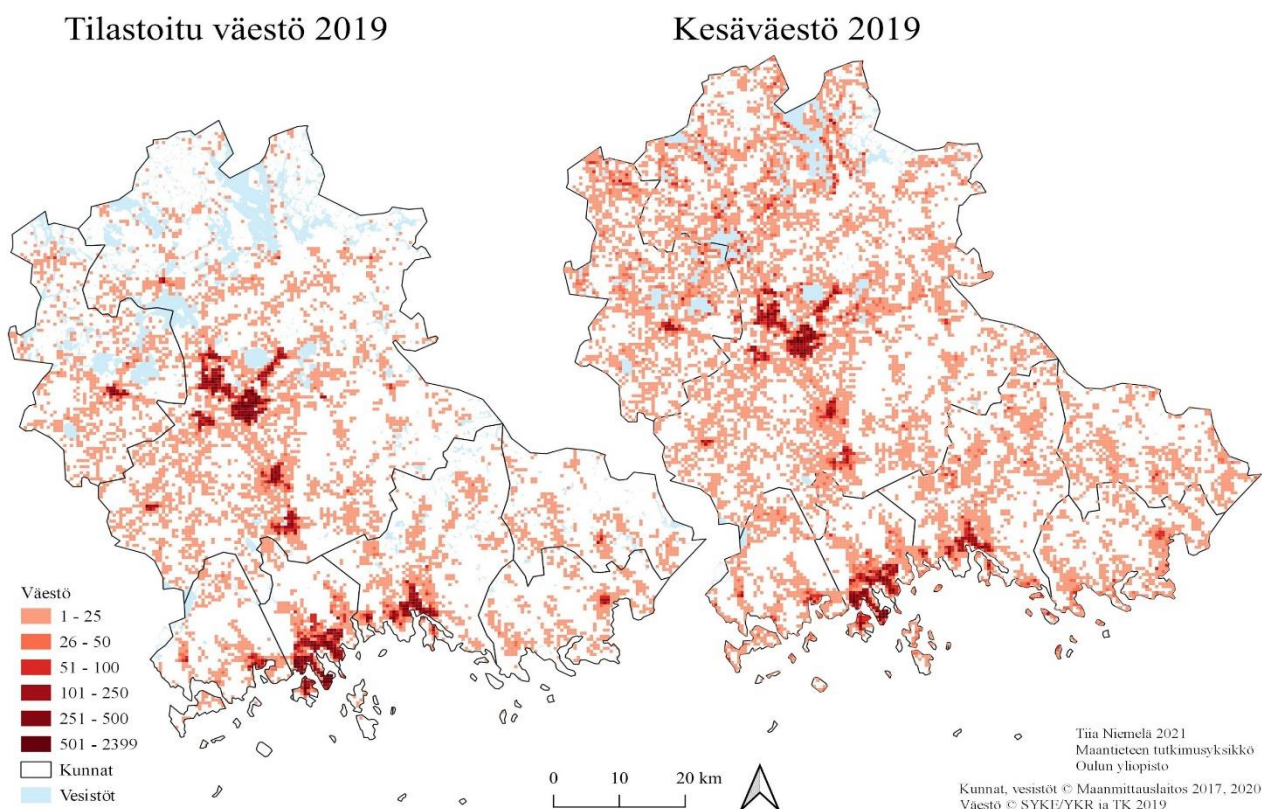 Tilastoitu väestö 2019
Kesäväestö 2019
Väestö
1 - 25
26 - 50
51 - 100
101 - 250
251 - 500
501 - 2399
Kunnat
Vesistöt
0 10 20 km
Tiia Niemelä 2021
Maantieteen tutkimusyksikkö
Oulun yliopisto
Kunnat, vesistöt © Maanmittauslaitos 2017, 2020
Väestö © SYKE/YKR ja TK 2011